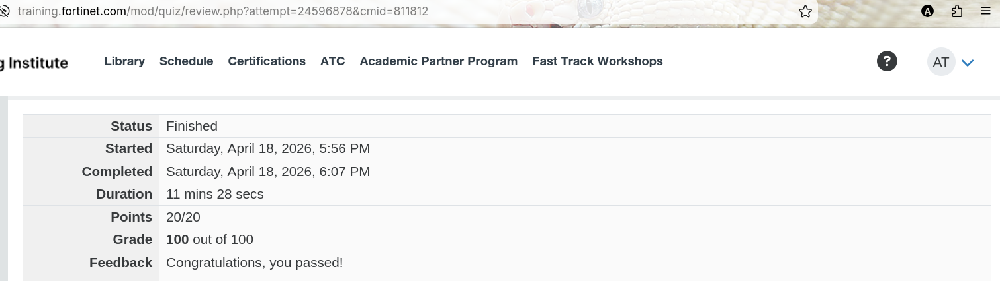 training.fortinet.com/mod/quiz/review.php?attempt=24596878&cmid=811812
A
g Institute Library Schedule Certifications ATC Academic Partner Program Fast Track Workshops ? AT
Status Finished
Started Saturday, April 18, 2026, 5:56 PM
Completed Saturday, April 18, 2026, 6:07 PM
Duration 11 mins 28 secs
Points 20/20
Grade 100 out of 100
Feedback Congratulations, you passed!